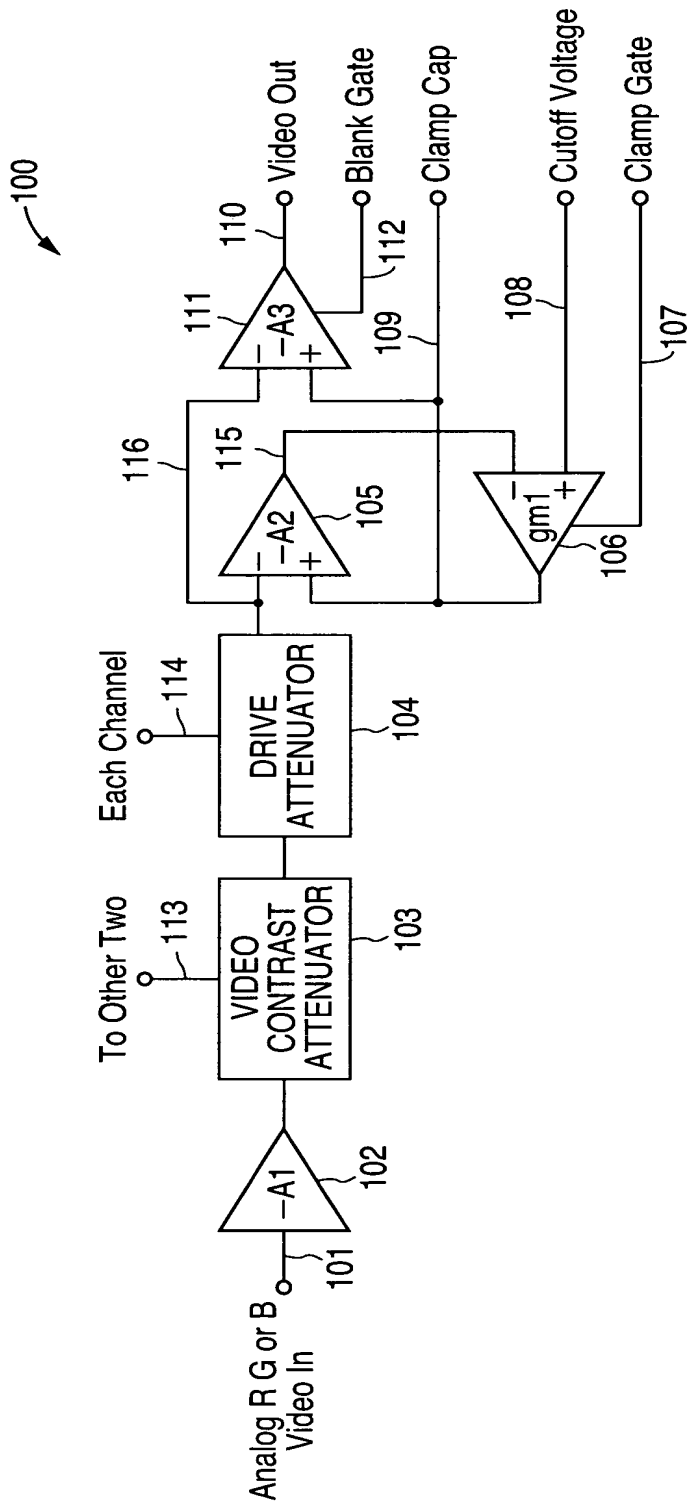 100
Analog R G or B
Video In
101
–A1
102
To Other Two
113
VIDEO
CONTRAST
ATTENUATOR
103
Each Channel
114
DRIVE
ATTENUATOR
104
116
–
–A2
+
105
115
111
–
–A3
+
110
Video Out
Blank Gate
112
109
Clamp Cap
–
gm1
+
106
108
Cutoff Voltage
107
Clamp Gate